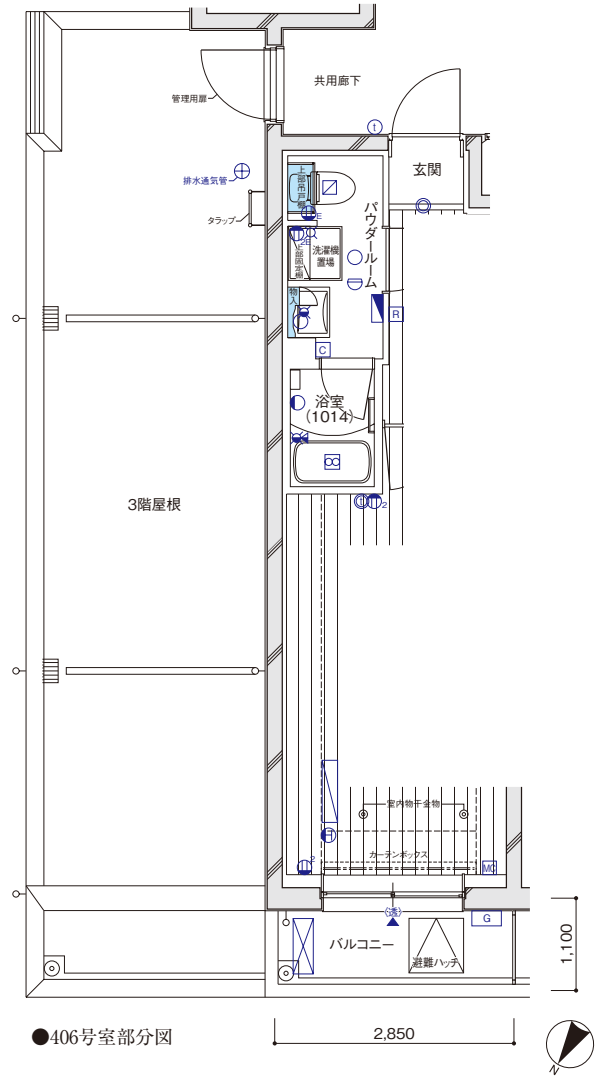 共用廊下
管理用扉
t
玄関
排水通気管
上部吊戸棚
E
タラップ
パウダールーム
2E
上部固定棚
洗濯機
置場
物入
R
C
浴室
(1014)
3階屋根
t
2
室内物干金物
カーテンボックス
2
MC
(透)
G
バルコニー
避難ハッチ
1,100
●406号室部分図
2,850
N